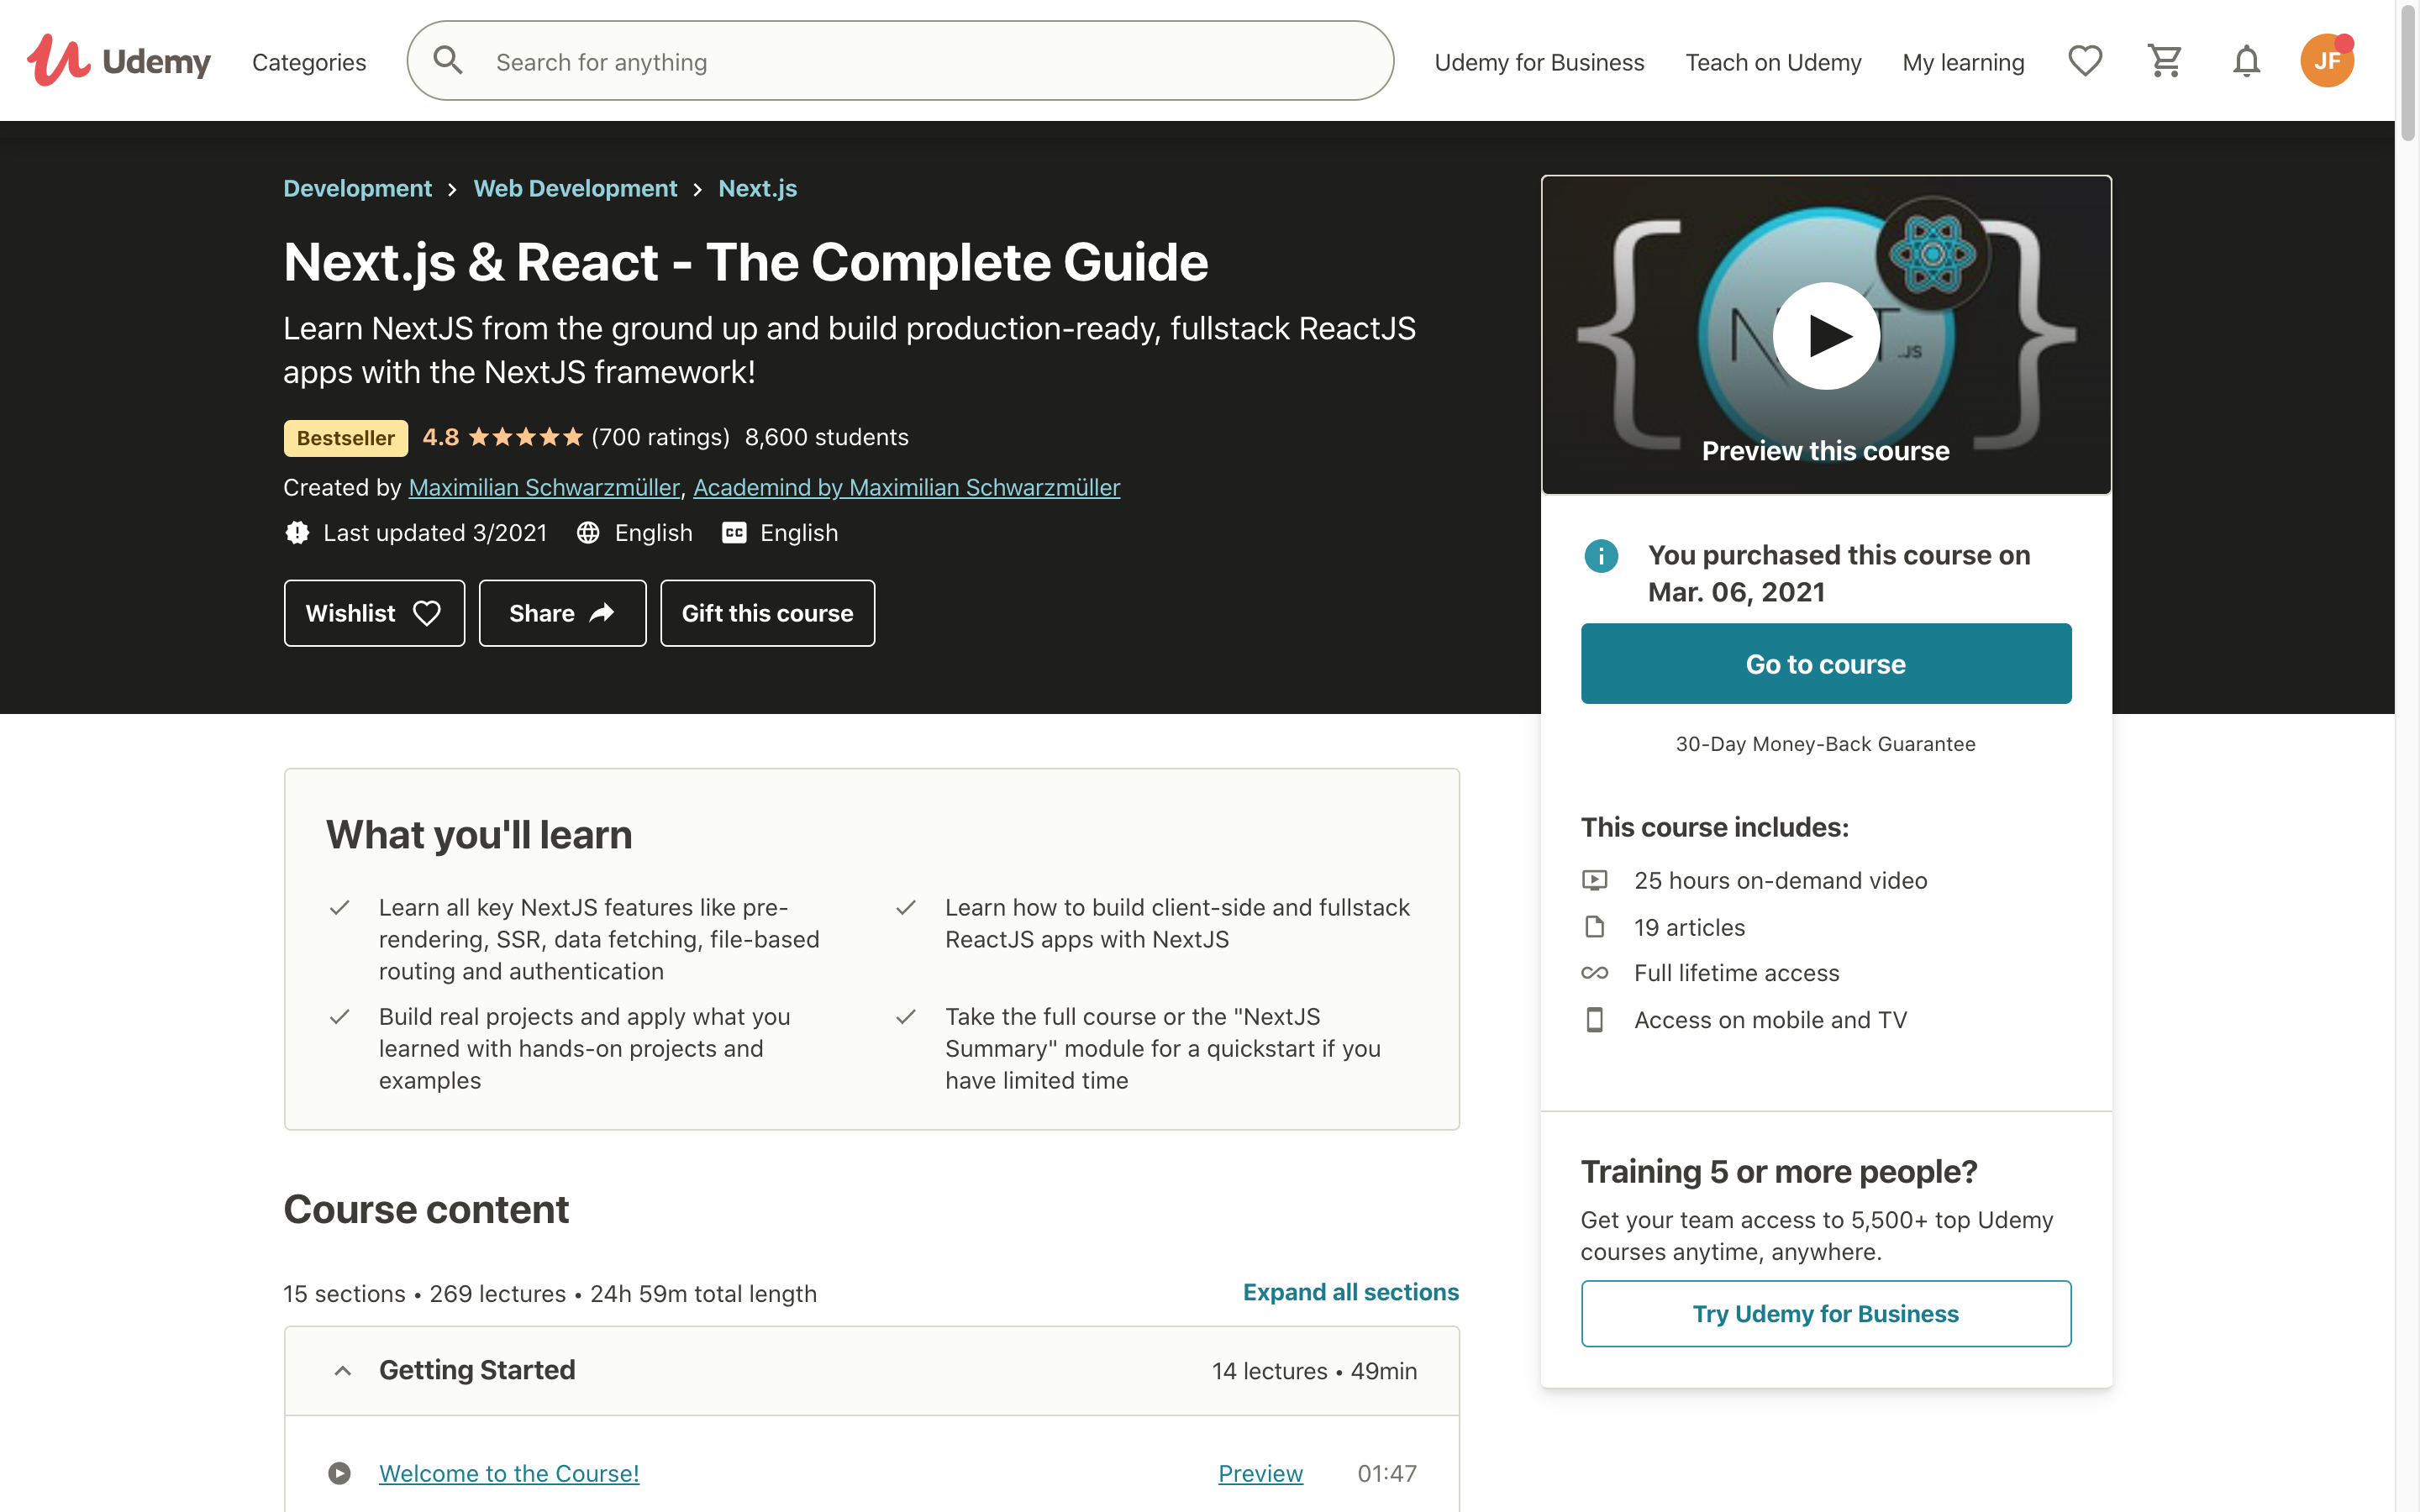 Udemy
Categories
Search for anything
Udemy for Business
Teach on Udemy
My learning
JF
Development
Web Development
Next.js
Next.js & React - The Complete Guide
Learn NextJS from the ground up and build production-ready, fullstack ReactJS
apps with the NextJS framework!
Bestseller
4.8
(700 ratings)
8,600 students
Created by Maximilian Schwarzmüller, Academind by Maximilian Schwarzmüller
Last updated 3/2021
English
CC
English
Wishlist
Share
Gift this course
.JS
Preview this course
You purchased this course on
Mar. 06, 2021
Go to course
30-Day Money-Back Guarantee
This course includes:
25 hours on-demand video
19 articles
Full lifetime access
Access on mobile and TV
Training 5 or more people?
Get your team access to 5,500+ top Udemy
courses anytime, anywhere.
Try Udemy for Business
What you'll learn
Learn all key NextJS features like pre-
rendering, SSR, data fetching, file-based
routing and authentication
Learn how to build client-side and fullstack
ReactJS apps with NextJS
Build real projects and apply what you
learned with hands-on projects and
examples
Take the full course or the "NextJS
Summary" module for a quickstart if you
have limited time
Course content
15 sections • 269 lectures • 24h 59m total length
Expand all sections
Getting Started
14 lectures • 49min
Welcome to the Course!
Preview
01:47